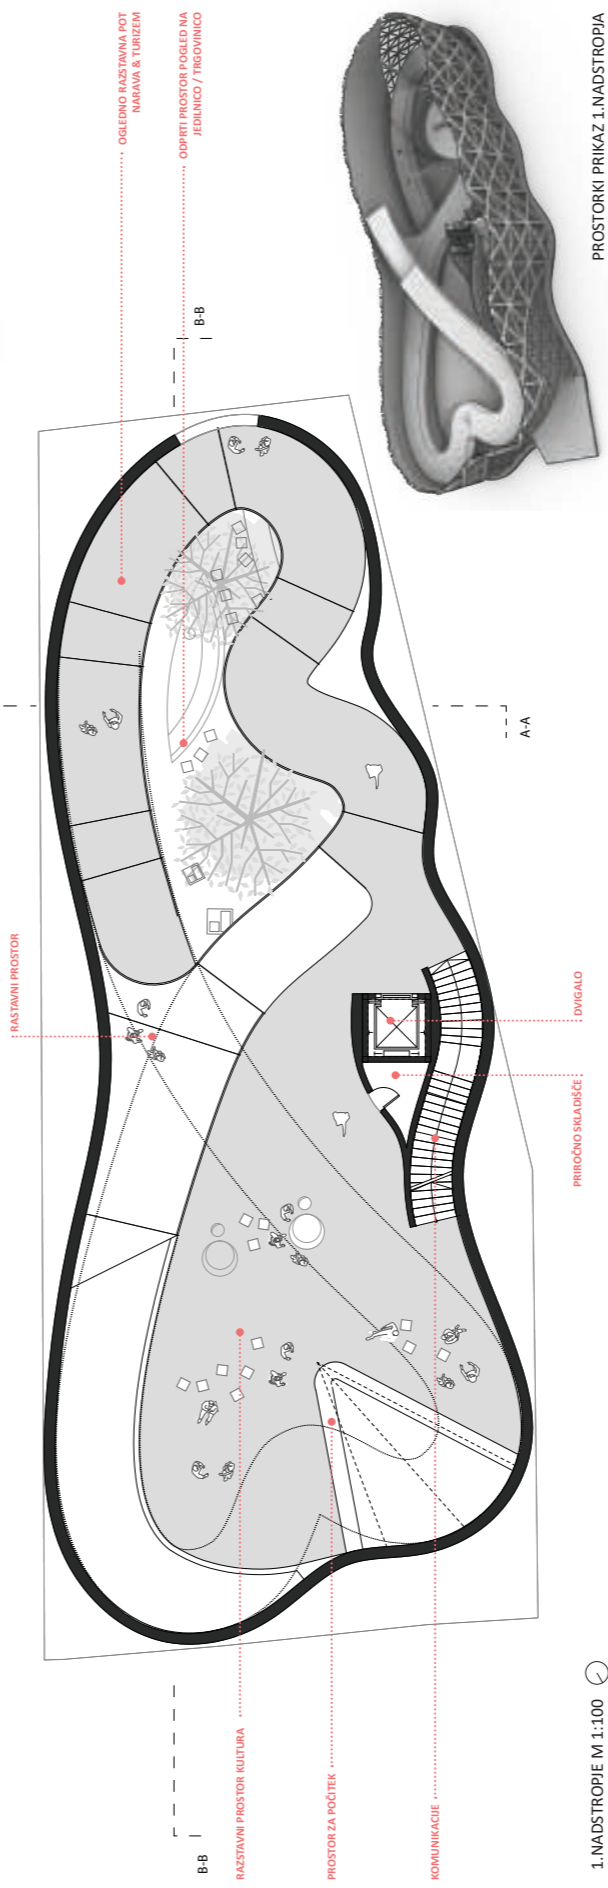 OGLEDNO RAZSTAVNA POT
NARAVA & TURIZEM
ODPRTI PROSTOR POGLED NA
JEDILNICO / TRGOVINICO
RASTAVNI PROSTOR
B-B
A-A
DVIGALO
PRIROČNO SKLADIŠČE
B-B
RAZSTAVNI PROSTOR KULTURA
PROSTOR ZA POČITEK
KOMUNIKACIJE
PROSTORKI PRIKAZ 1.NADSTROPJA
1.NADSTROPJE M 1:100